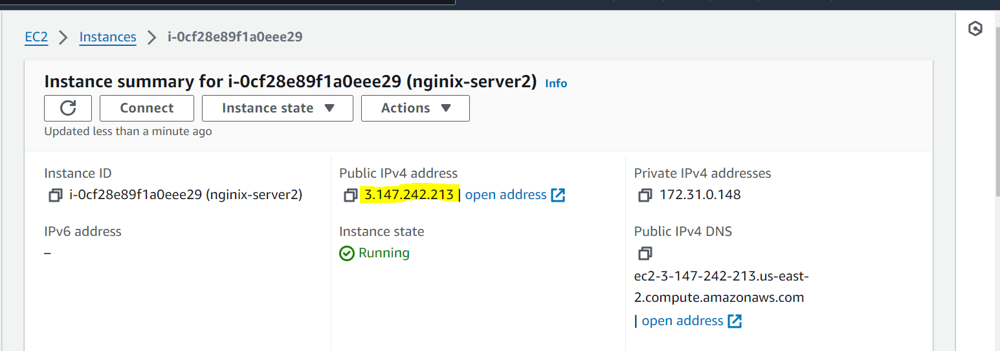 EC2 > Instances > i-0cf28e89f1a0eee29
Instance summary for i-0cf28e89f1a0eee29 (nginix-server2) Info
Connect Instance state Actions
Updated less than a minute ago
Instance ID
i-0cf28e89f1a0eee29 (nginix-server2)
Public IPv4 address
3.147.242.213 | open address
Private IPv4 addresses
172.31.0.148
IPv6 address
–
Instance state
Running
Public IPv4 DNS
ec2-3-147-242-213.us-east-
2.compute.amazonaws.com
| open address